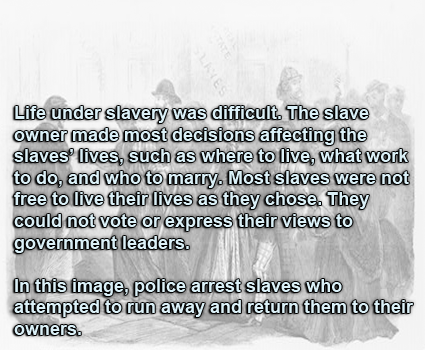 SLAVES
Life under slavery was difficult. The slave
owner made most decisions affecting the
slaves' lives, such as where to live, what work
to do, and who to marry. Most slaves were not
free to live their lives as they chose. They
could not vote or express their views to
government leaders.
In this image, police arrest slaves who
attempted to run away and return them to their
owners.